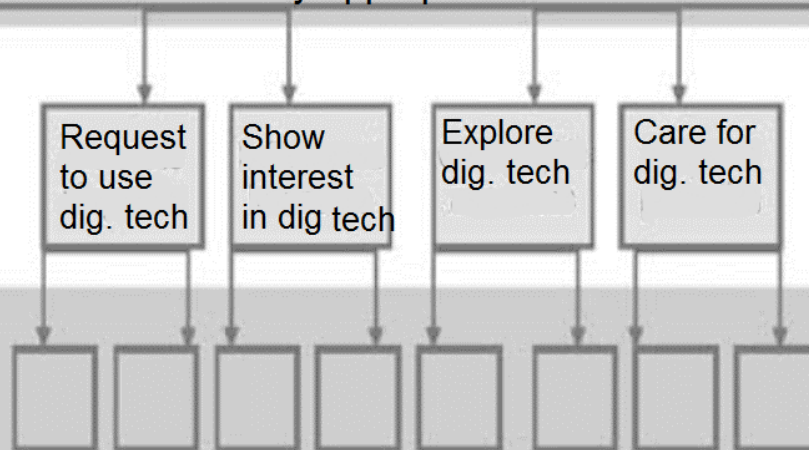 Request
to use
dig. tech
Show
interest
in dig tech
Explore
dig. tech
Care for
dig. tech